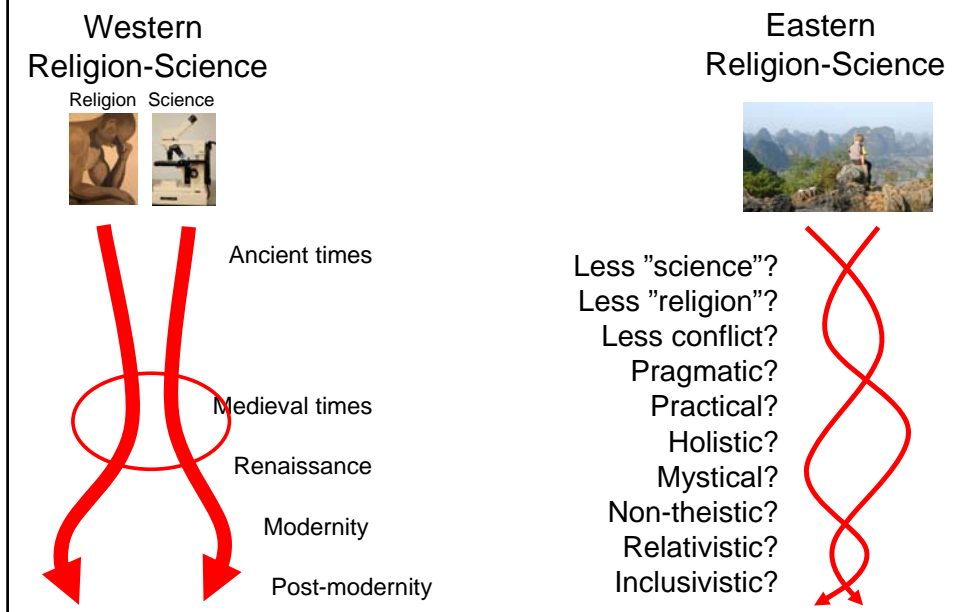 Western
Religion-Science
Religion Science
Ancient times
Medieval times
Renaissance
Modernity
Post-modernity
Eastern
Religion-Science
Less ”science”?
Less ”religion”?
Less conflict?
Pragmatic?
Practical?
Holistic?
Mystical?
Non-theistic?
Relativistic?
Inclusivistic?